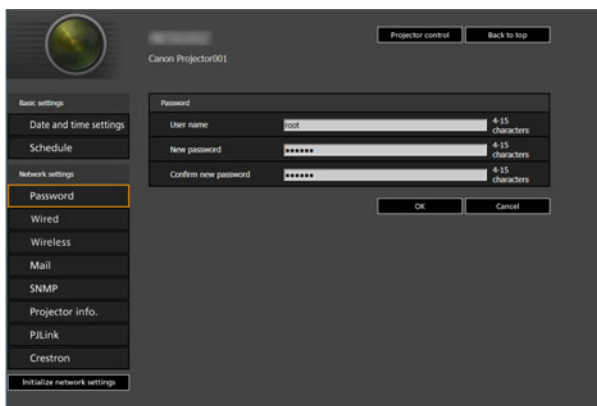 Projector control
Back to top
Canon Projector001
Basic settings
Date and time settings
Schedule
Network settings
Password
Wired
Wireless
Mail
SNMP
Projector info.
PJLink
Crestron
Initialize network settings
Password
User name
root
4-15
characters
New password
••••••
4-15
characters
Confirm new password
••••••
4-15
characters
OK
Cancel